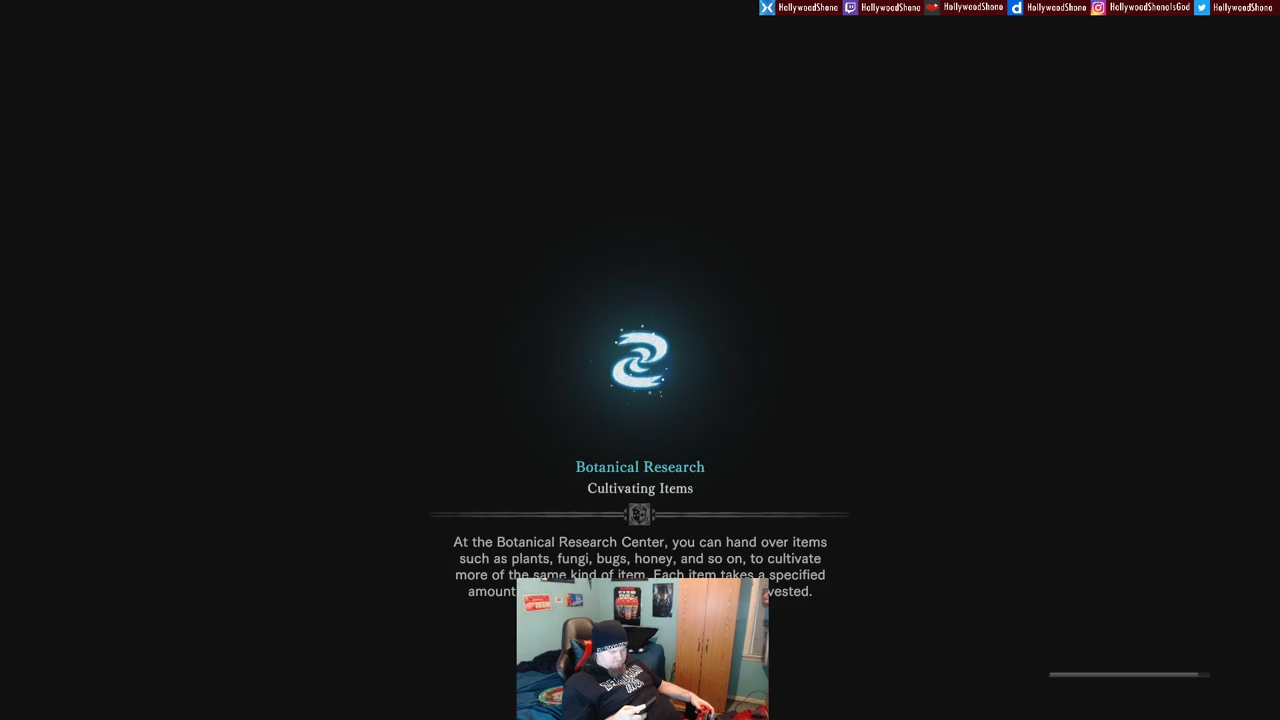 HollywoodShono HollywoodShono HollywoodShono HollywoodShono HollywoodShonoIsGod HollywoodShono
Botanical Research
Cultivating Items
At the Botanical Research Center, you can hand over items
such as plants, fungi, bugs, honey, and so on, to cultivate
more of the same kind of item. Each item takes a specified
amount vested.